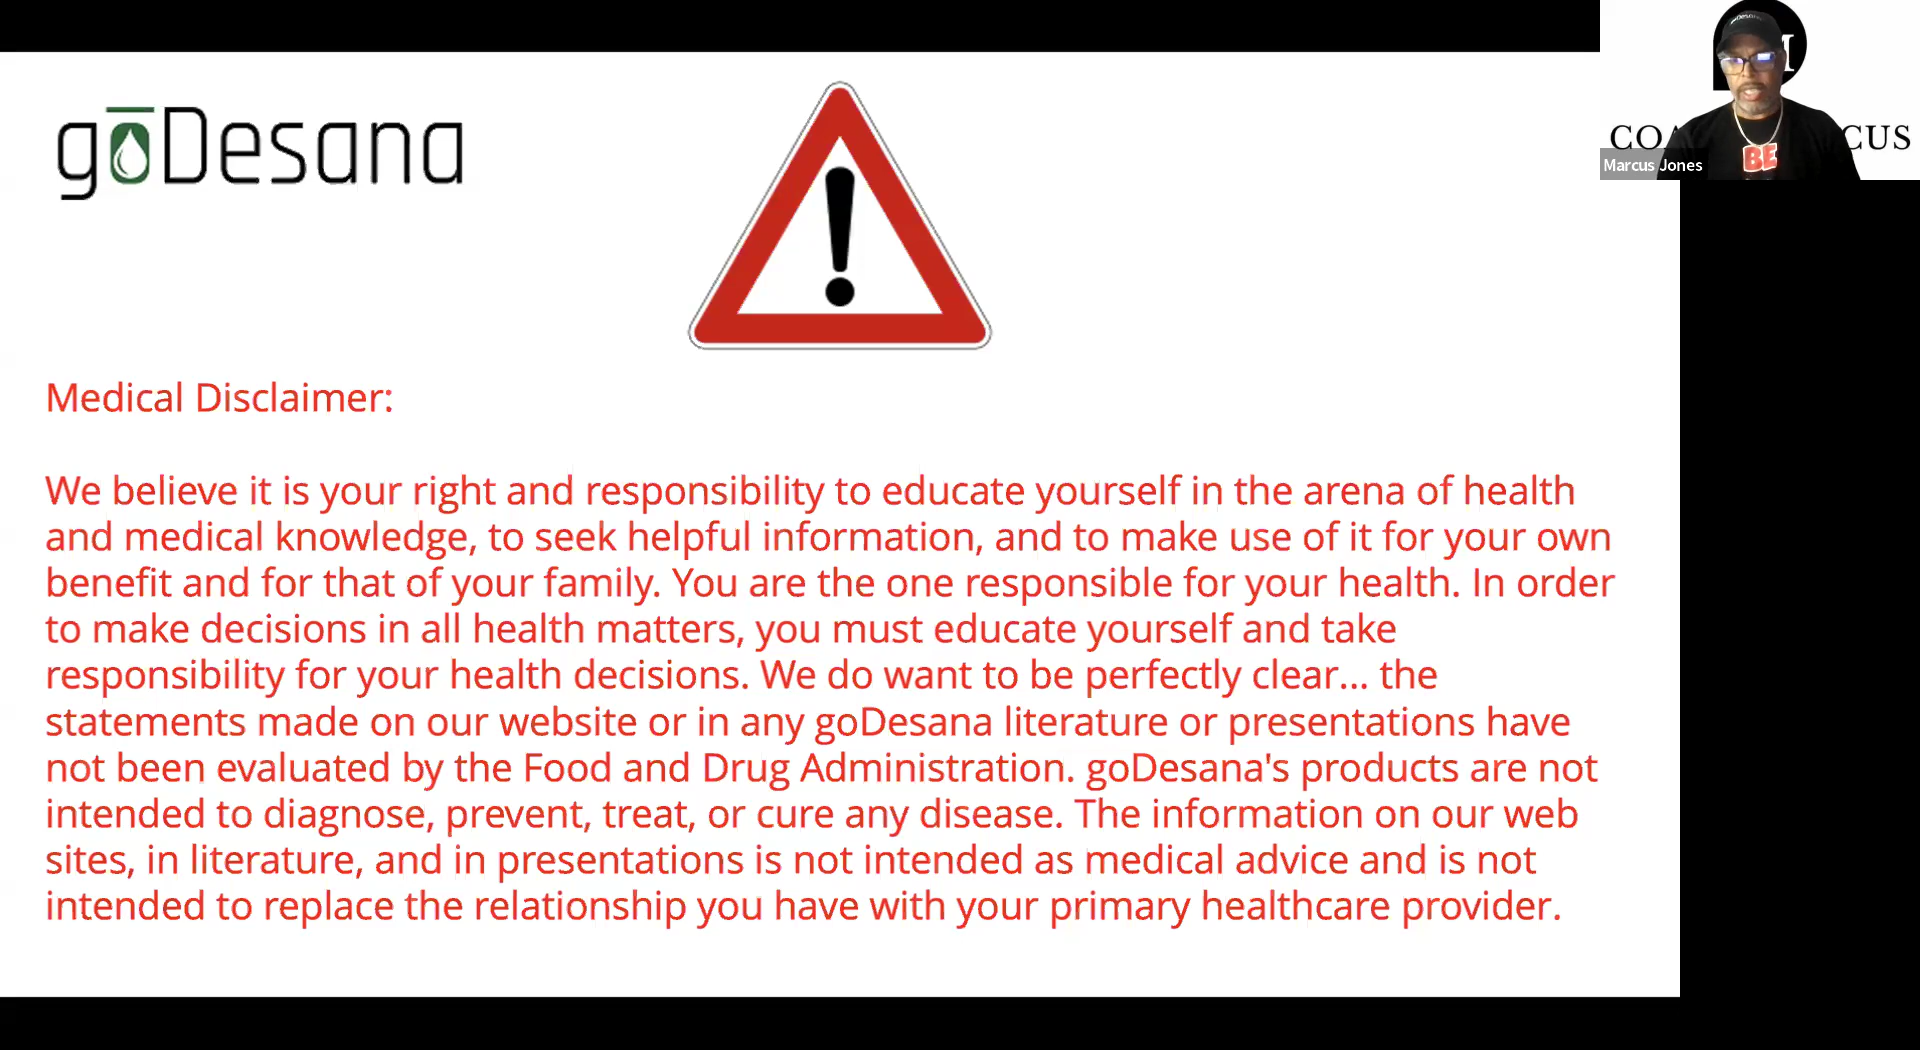 gōDesana
Medical Disclaimer:
We believe it is your right and responsibility to educate yourself in the arena of health
and medical knowledge, to seek helpful information, and to make use of it for your own
benefit and for that of your family. You are the one responsible for your health. In order
to make decisions in all health matters, you must educate yourself and take
responsibility for your health decisions. We do want to be perfectly clear... the
statements made on our website or in any goDesana literature or presentations have
not been evaluated by the Food and Drug Administration. goDesana's products are not
intended to diagnose, prevent, treat, or cure any disease. The information on our web
sites, in literature, and in presentations is not intended as medical advice and is not
intended to replace the relationship you have with your primary healthcare provider.
goDesana
COA CUS
Marcus Jones
BE